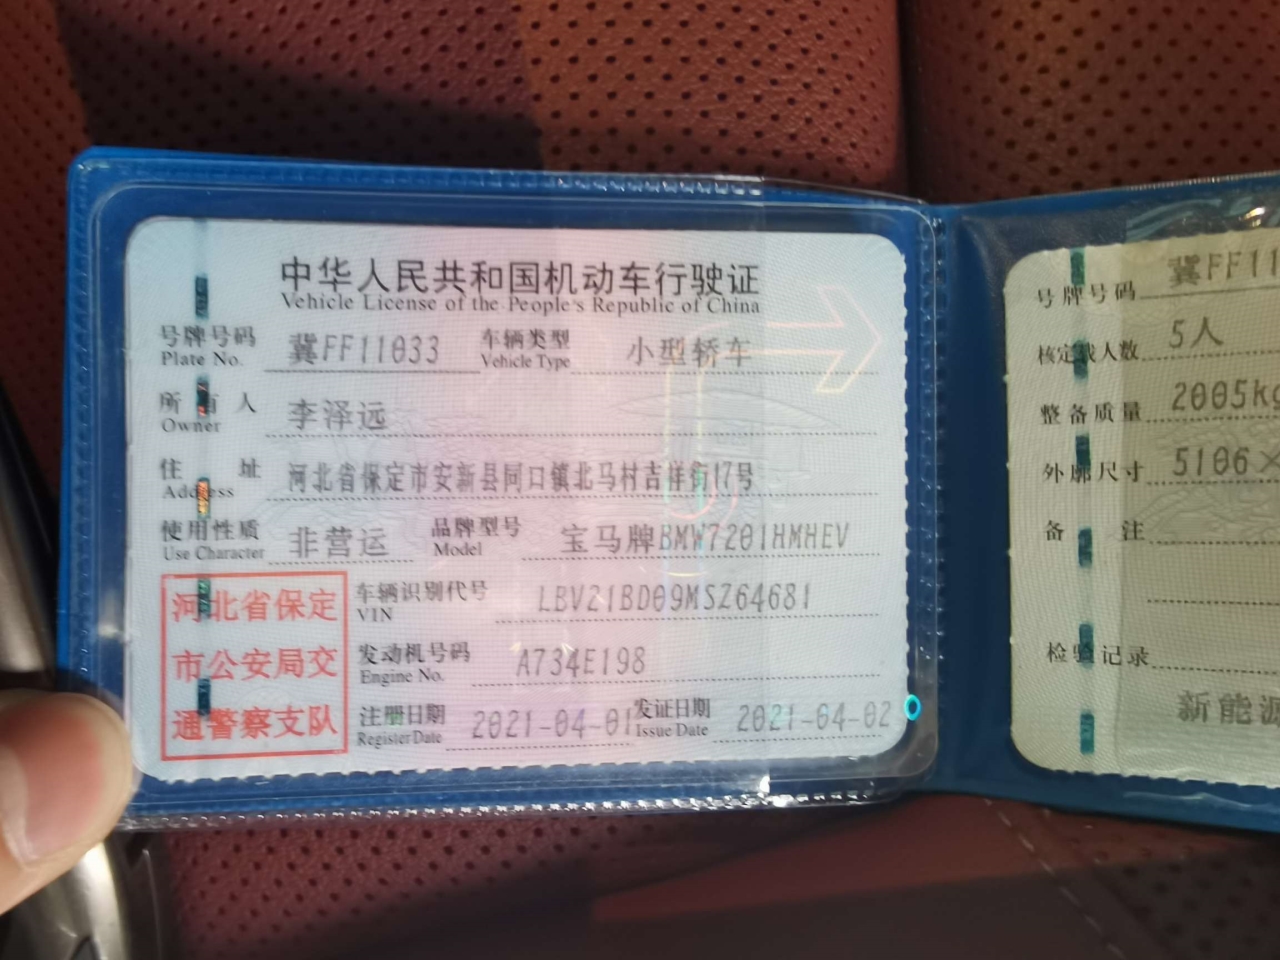 中华人民共和国机动车行驶证
Vehicle License of the People's Republic of China
号牌号码 冀FF11033 车辆类型 小型轿车
Plate No. Vehicle Type
所有人 李泽远
Owner
住址 河北省保定市安新县同口镇北马村吉祥街17号
Address
使用性质 非营运 品牌型号 宝马牌BMW7201HMHEV
Use Character Model
车辆识别代号 LBV21BD09MSZ64681
VIN
发动机号码 A734E198
Engine No.
注册日期 2021-04-01 发证日期 2021-04-02
Register Date Issue Date
河北省保定
市公安局交
通警察支队
号牌号码 冀FF11
核定载人数 5人
整备质量 2005kg
外廓尺寸 5106×
备注
检验记录
新能源